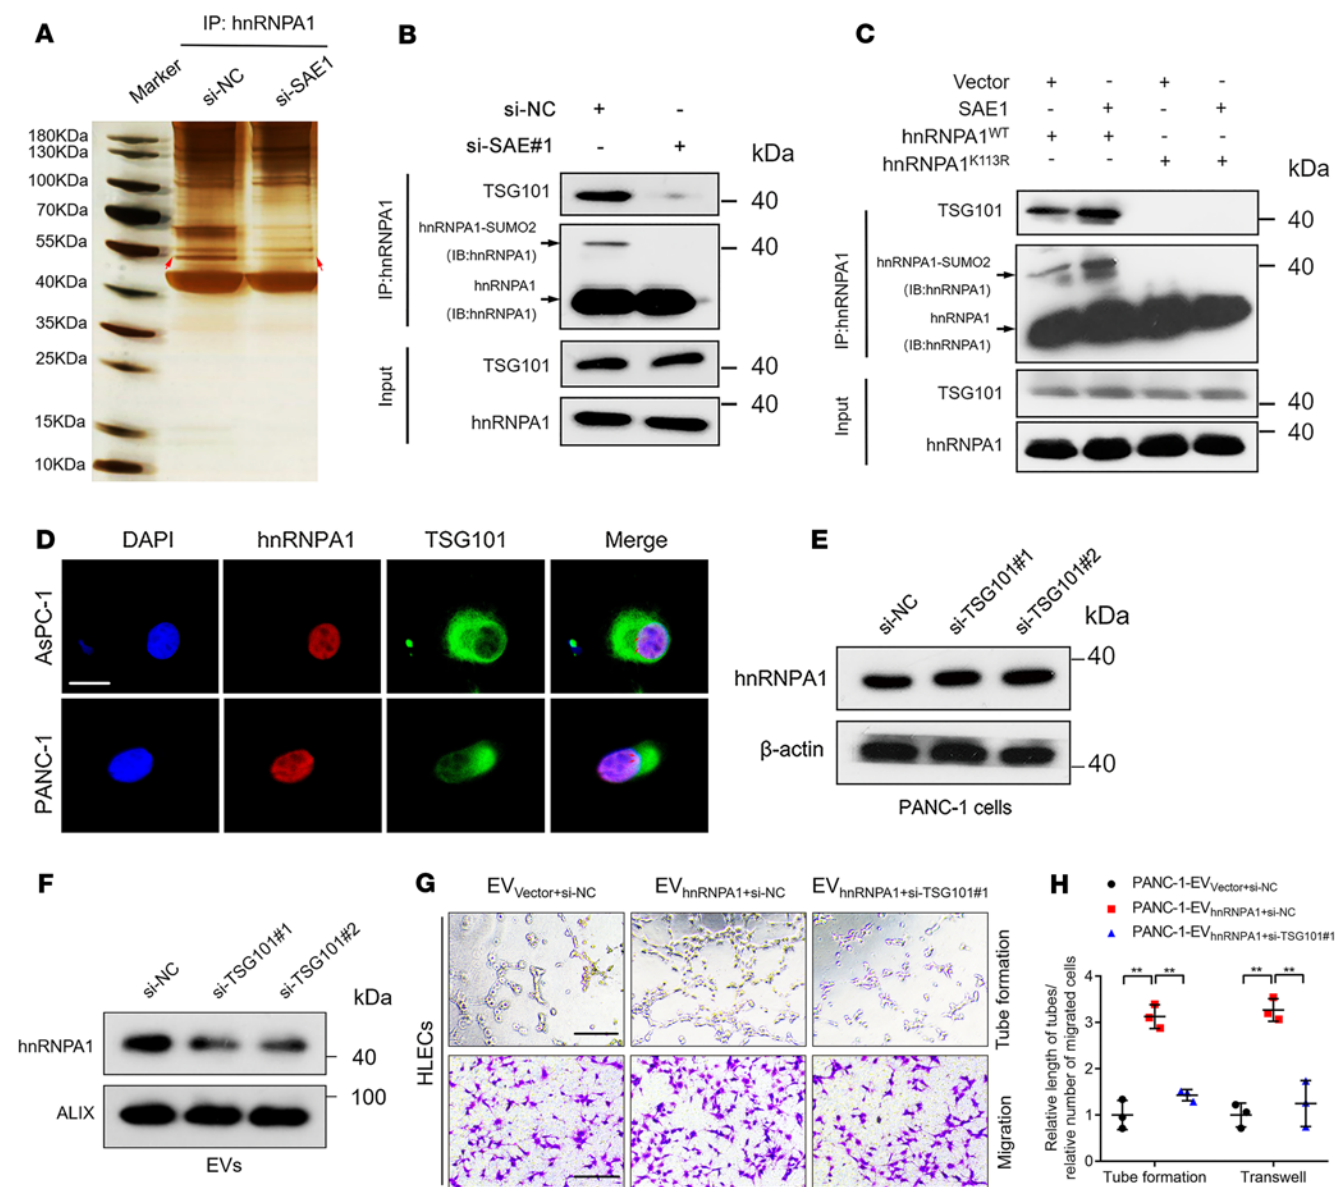 A
IP: hnRNPA1
Marker
si-NC
si-SAE1
180KDa
130KDa
100KDa
70KDa
55KDa
40KDa
35KDa
25KDa
15KDa
10KDa
B
si-NC + -
si-SAE#1 - +
kDa
IP:hnRNPA1
TSG101
40
hnRNPA1-SUMO2
(IB:hnRNPA1)
40
hnRNPA1
(IB:hnRNPA1)
Input
TSG101
40
40
hnRNPA1
C
Vector + - + -
SAE1 - + - +
hnRNPA1WT + + - -
hnRNPA1K113R - - + +
kDa
IP:hnRNPA1
TSG101
40
hnRNPA1-SUMO2
(IB:hnRNPA1)
40
hnRNPA1
(IB:hnRNPA1)
Input
TSG101
40
40
hnRNPA1
D
DAPI hnRNPA1 TSG101 Merge
AsPC-1
PANC-1
E
si-NC
si-TSG101#1
si-TSG101#2
kDa
hnRNPA1
40
β-actin
40
PANC-1 cells
F
si-NC
si-TSG101#1
si-TSG101#2
kDa
hnRNPA1
40
100
ALIX
EVs
G
EVVector+si-NC EVhnRNPA1+si-NC EVhnRNPA1+si-TSG101#1
HLECs
Tube formation
Migration
H
PANC-1-EVVector+si-NC
PANC-1-EVhnRNPA1+si-NC
PANC-1-EVhnRNPA1+si-TSG101#1
Relative length of tubes/
relative number of migrated cells
4
3
2
1
0
** ** ** **
Tube formation Transwell